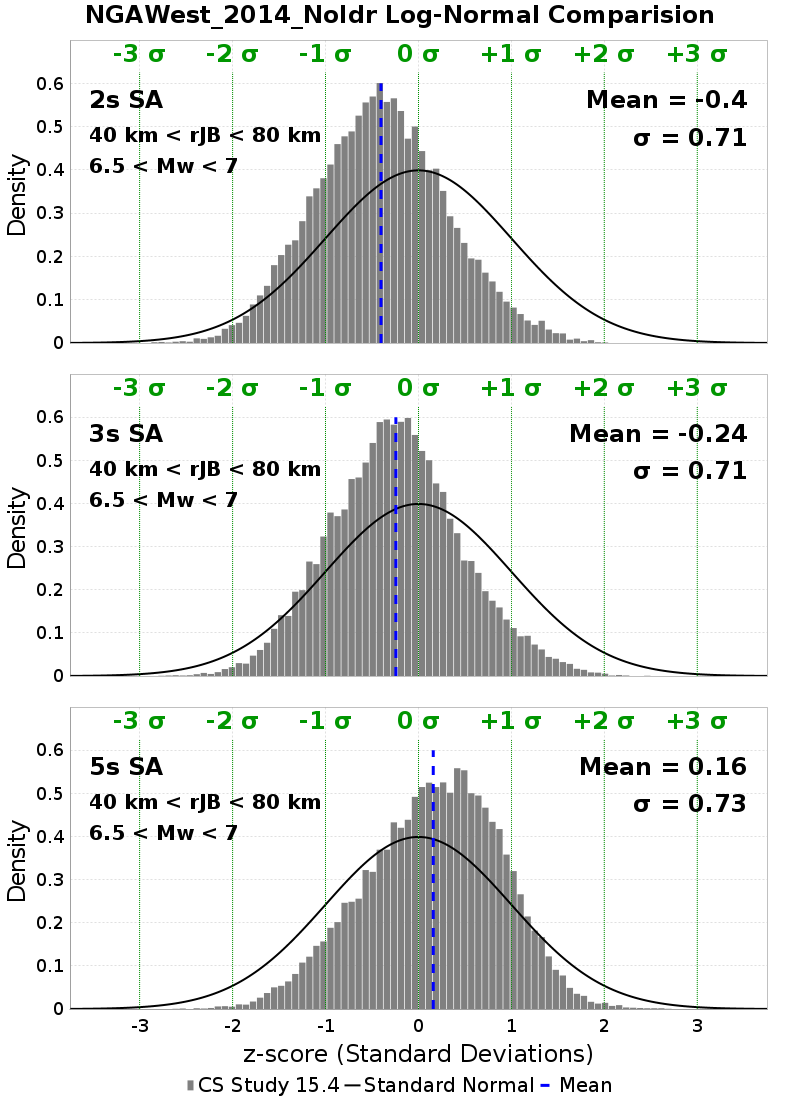 NGAWest_2014_NoIdr Log-Normal Comparision
-3 σ -2 σ -1 σ 0 σ +1 σ +2 σ +3 σ
2s SA
Mean = -0.4
40 km < rJB < 80 km
σ = 0.71
6.5 < Mw < 7
0.6
0.5
0.4
0.3
0.2
0.1
0
Density
-3 σ -2 σ -1 σ 0 σ +1 σ +2 σ +3 σ
3s SA
Mean = -0.24
40 km < rJB < 80 km
σ = 0.71
6.5 < Mw < 7
0.6
0.5
0.4
0.3
0.2
0.1
0
Density
-3 σ -2 σ -1 σ 0 σ +1 σ +2 σ +3 σ
5s SA
Mean = 0.16
40 km < rJB < 80 km
σ = 0.73
6.5 < Mw < 7
0.6
0.5
0.4
0.3
0.2
0.1
0
Density
-3 -2 -1 0 1 2 3
z-score (Standard Deviations)
CS Study 15.4 Standard Normal Mean